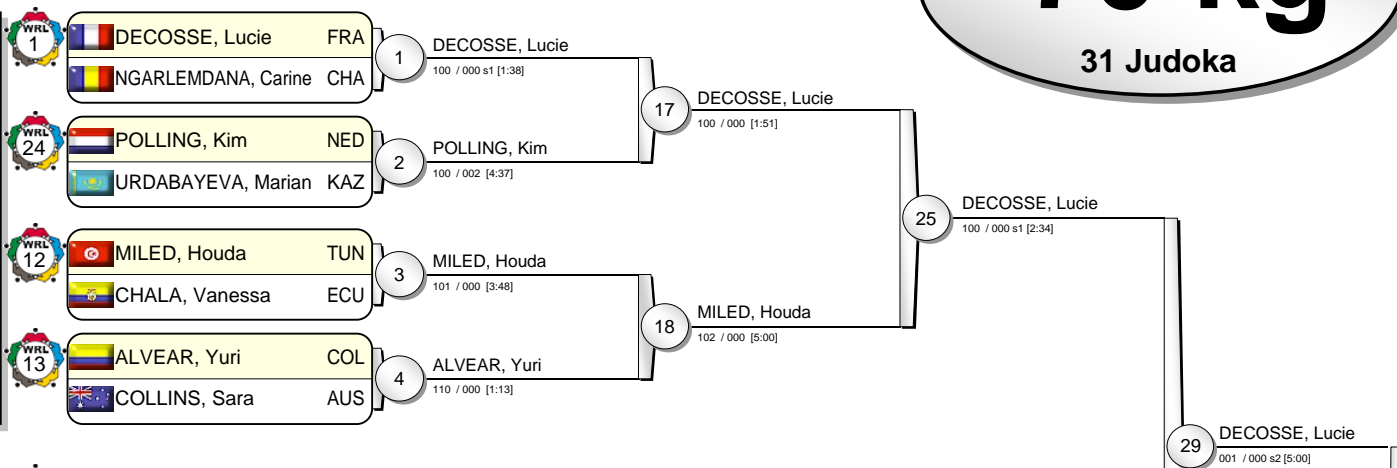 70 kg
31 Judoka
WRL
1
DECOSSE, Lucie FRA
NGARLEMDANA, Carine CHA
1
DECOSSE, Lucie
100 / 000 s1 [1:38]
WRL
24
POLLING, Kim NED
URDABAYEVA, Marian KAZ
2
POLLING, Kim
100 / 002 [4:37]
17
DECOSSE, Lucie
100 / 000 [1:51]
WRL
12
MILED, Houda TUN
CHALA, Vanessa ECU
3
MILED, Houda
101 / 000 [3:48]
WRL
13
ALVEAR, Yuri COL
COLLINS, Sara AUS
4
ALVEAR, Yuri
110 / 000 [1:13]
18
MILED, Houda
102 / 000 [5:00]
25
DECOSSE, Lucie
100 / 000 s1 [2:34]
29
DECOSSE, Lucie
001 / 000 s2 [5:00]